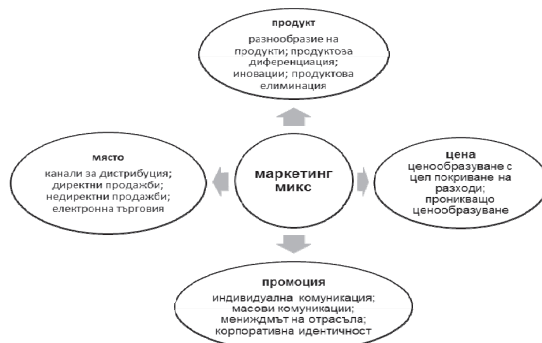 продукт
разнообразие на
продукти; продуктова
диференциация;
иновации; продуктова
елиминация
място
канали за дистрибуция;
директни продажби;
недиректни продажби;
електронна търговия
маркетинг
микс
цена
ценообразуване с
цел покриване на
разходи;
проникващо
ценообразуване
промоция
индивидуална комуникация;
масови комуникации;
мениждмът на отрасъла;
корпоративна идентичност